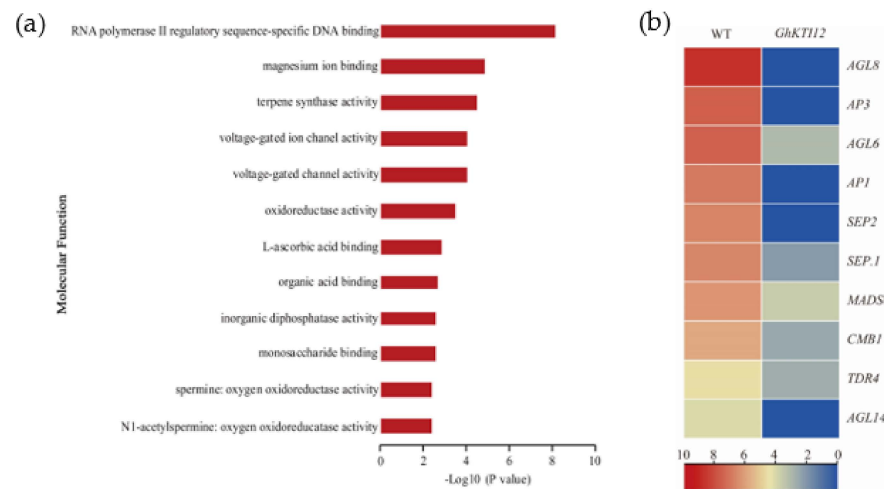 (a)
RNA polymerase II regulatory sequence-specific DNA binding
magnesium ion binding
terpene synthase activity
voltage-gated ion chanel activity
voltage-gated channel activity
oxidoreductase activity
L-ascorbic acid binding
organic acid binding
inorganic diphosphatase activity
monosaccharide binding
spermine: oxygen oxidoreductase activity
N1-acetylspermine: oxygen oxidoreducatase activity
Molecular Function
0 2 4 6 8 10
-Log10 (P value)
(b)
WT GhKTI12
AGL8
AP3
AGL6
AP1
SEP2
SEP.1
MADS
CMB1
TDR4
AGL14
10 8 6 4 2 0